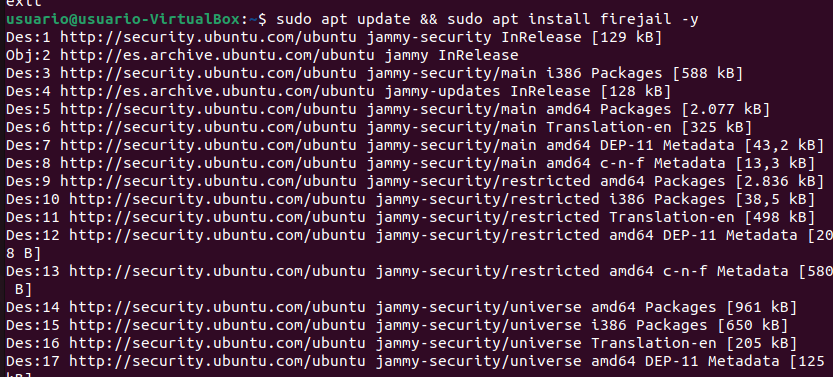 exit
usuario@usuario-VirtualBox:~$ sudo apt update && sudo apt install firejail -y
Des:1 http://security.ubuntu.com/ubuntu jammy-security InRelease [129 kB]
Obj:2 http://es.archive.ubuntu.com/ubuntu jammy InRelease
Des:3 http://security.ubuntu.com/ubuntu jammy-security/main i386 Packages [588 kB]
Des:4 http://es.archive.ubuntu.com/ubuntu jammy-updates InRelease [128 kB]
Des:5 http://security.ubuntu.com/ubuntu jammy-security/main amd64 Packages [2.077 kB]
Des:6 http://security.ubuntu.com/ubuntu jammy-security/main Translation-en [325 kB]
Des:7 http://security.ubuntu.com/ubuntu jammy-security/main amd64 DEP-11 Metadata [43,2 kB]
Des:8 http://security.ubuntu.com/ubuntu jammy-security/main amd64 c-n-f Metadata [13,3 kB]
Des:9 http://security.ubuntu.com/ubuntu jammy-security/restricted amd64 Packages [2.836 kB]
Des:10 http://security.ubuntu.com/ubuntu jammy-security/restricted i386 Packages [38,5 kB]
Des:11 http://security.ubuntu.com/ubuntu jammy-security/restricted Translation-en [498 kB]
Des:12 http://security.ubuntu.com/ubuntu jammy-security/restricted amd64 DEP-11 Metadata [20
8 B]
Des:13 http://security.ubuntu.com/ubuntu jammy-security/restricted amd64 c-n-f Metadata [580
B]
Des:14 http://security.ubuntu.com/ubuntu jammy-security/universe amd64 Packages [961 kB]
Des:15 http://security.ubuntu.com/ubuntu jammy-security/universe i386 Packages [650 kB]
Des:16 http://security.ubuntu.com/ubuntu jammy-security/universe Translation-en [205 kB]
Des:17 http://security.ubuntu.com/ubuntu jammy-security/universe amd64 DEP-11 Metadata [125
kB]